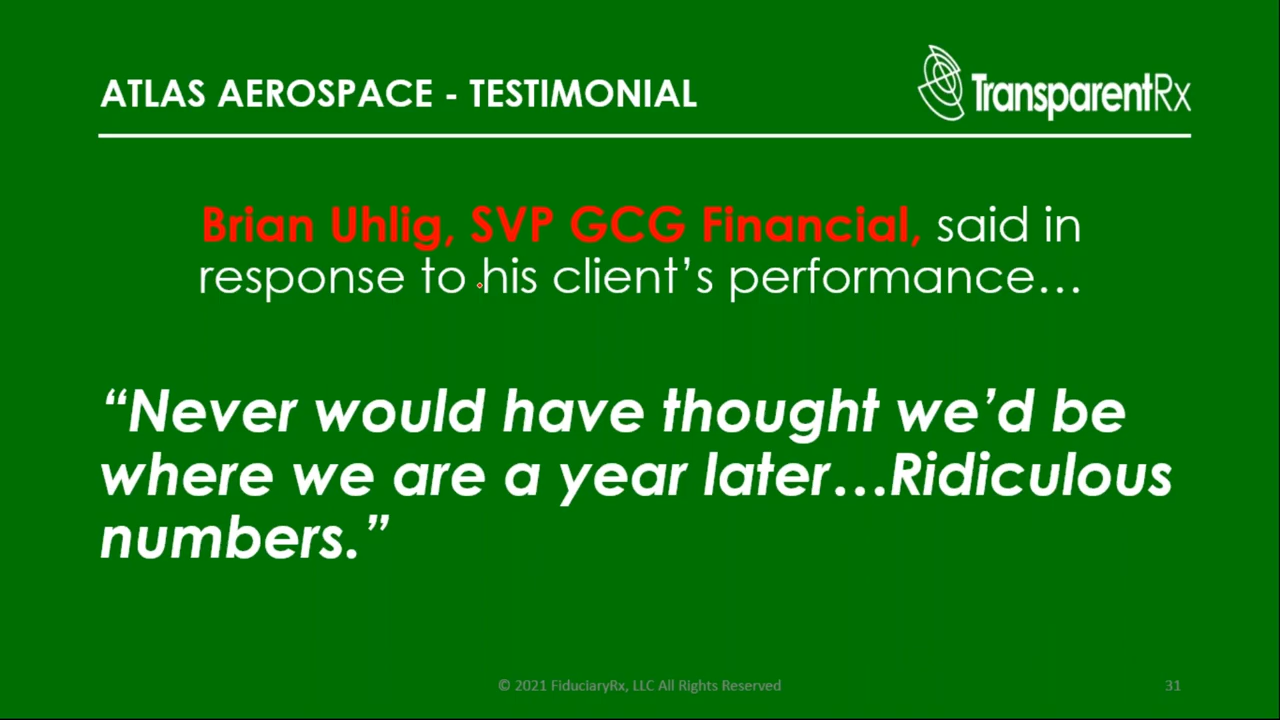 ATLAS AEROSPACE - TESTIMONIAL
TransparentRx
Brian Uhlig, SVP GCG Financial, said in
response to his client’s performance…
“Never would have thought we’d be
where we are a year later…Ridiculous
numbers.”
© 2021 FiduciaryRx, LLC All Rights Reserved
31